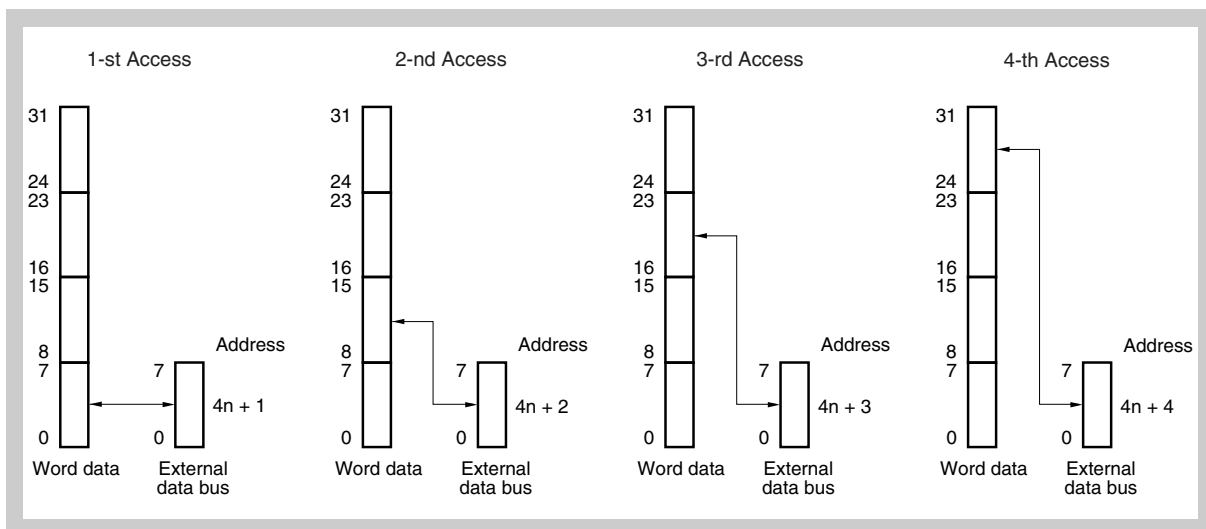 1-st Access
31
24
23
16
15
8
7
0
Address
7
4n + 1
0
Word data
External
data bus
2-nd Access
31
24
23
16
15
8
7
0
Address
7
4n + 2
0
Word data
External
data bus
3-rd Access
31
24
23
16
15
8
7
0
Address
7
4n + 3
0
Word data
External
data bus
4-th Access
31
24
23
16
15
8
7
0
Address
7
4n + 4
0
Word data
External
data bus